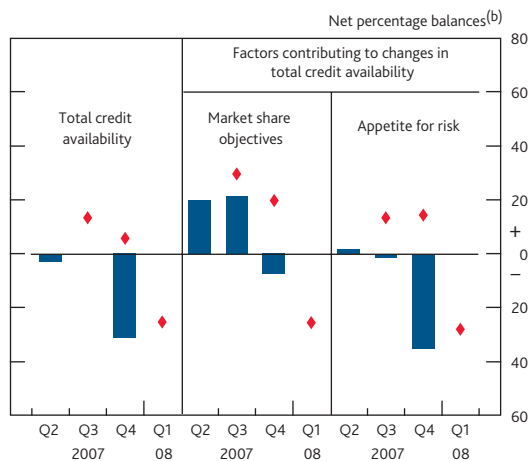 Net percentage balances(b)
80
Factors contributing to changes in
total credit availability
60
Total credit
availability
Market share
objectives
Appetite for risk
40
20
+
0
–
20
40
60
Q2 Q3 Q4 Q1 Q2 Q3 Q4 Q1 Q2 Q3 Q4 Q1
2007 08 2007 08 2007 08